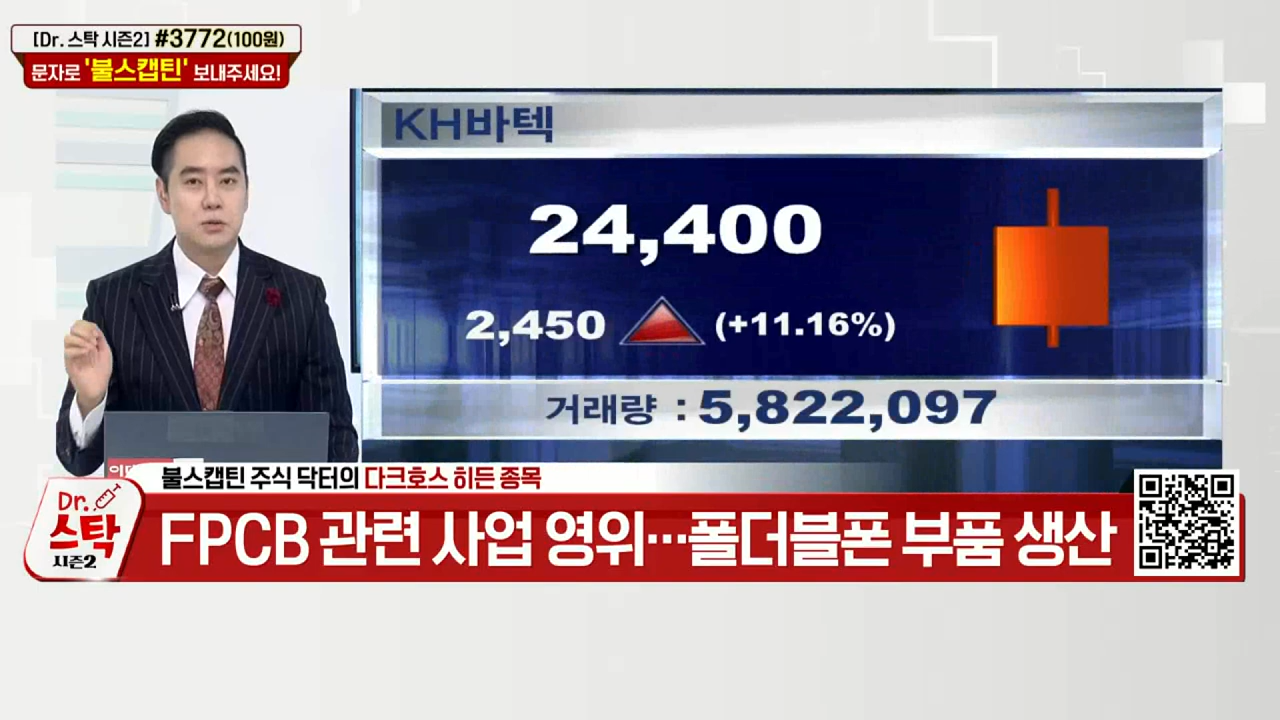 [Dr. 스탁 시즌2] #3772(100원)
문자로 '불스캡틴' 보내주세요!
KH바텍
24,400
2,450 ▲ (+11.16%)
거래량 : 5,822,097
불스캡틴 주식 닥터의 다크호스 히든 종목
Dr.
스탁
시즌2
FPCB 관련 사업 영위···폴더블폰 부품 생산